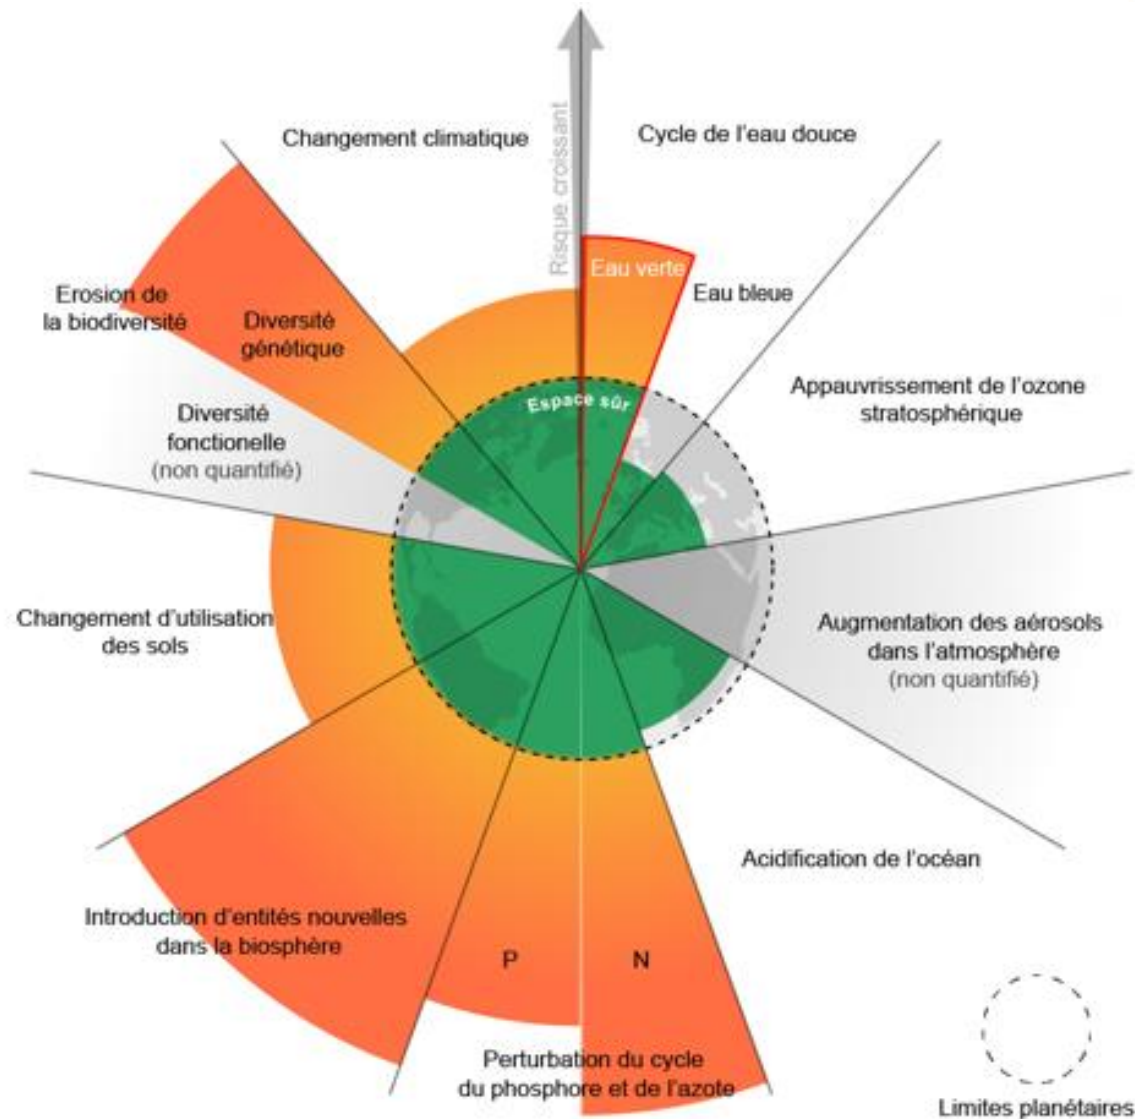 Changement climatique
Risque croissant
Cycle de l'eau douce
Eau verte
Eau bleue
Erosion de
la biodiversité
Diversité
génétique
Espace sûr
Appauvrissement de l'ozone
stratosphérique
Diversité
fonctionelle
(non quantifié)
Changement d'utilisation
des sols
Augmentation des aérosols
dans l'atmosphère
(non quantifié)
Acidification de l'océan
Introduction d'entités nouvelles
dans la biosphère
P
N
Perturbation du cycle
du phosphore et de l'azote
Limites planétaires